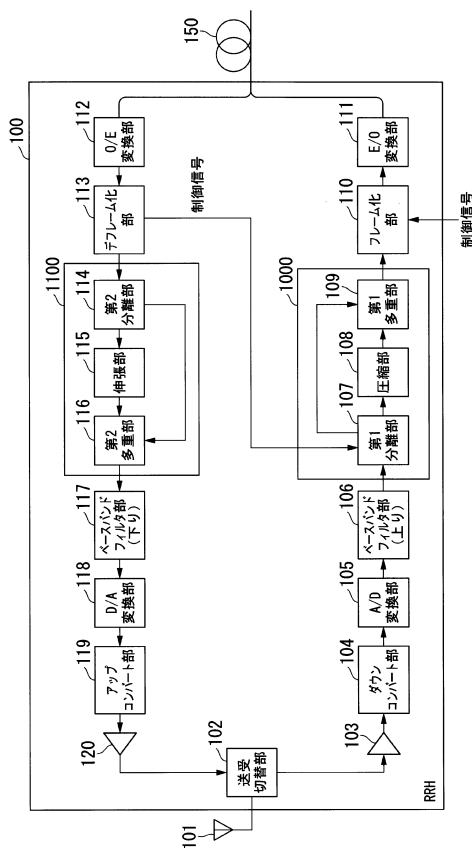 100
150
112
O/E
変換部
113
デフレーム化
部
制御信号
1100
114
第2
分離部
115
伸張部
116
第2
多重部
117
ベースバンド
フィルタ部
(下り)
118
D/A
変換部
119
アップ
コンバート部
120
101
102
送受
切替部
103
104
ダウン
コンバート部
105
A/D
変換部
106
ベースバンド
フィルタ部
(上り)
1000
107
第1
分離部
108
圧縮部
109
第1
多重部
110
フレーム化
部
制御信号
111
E/O
変換部
RRH